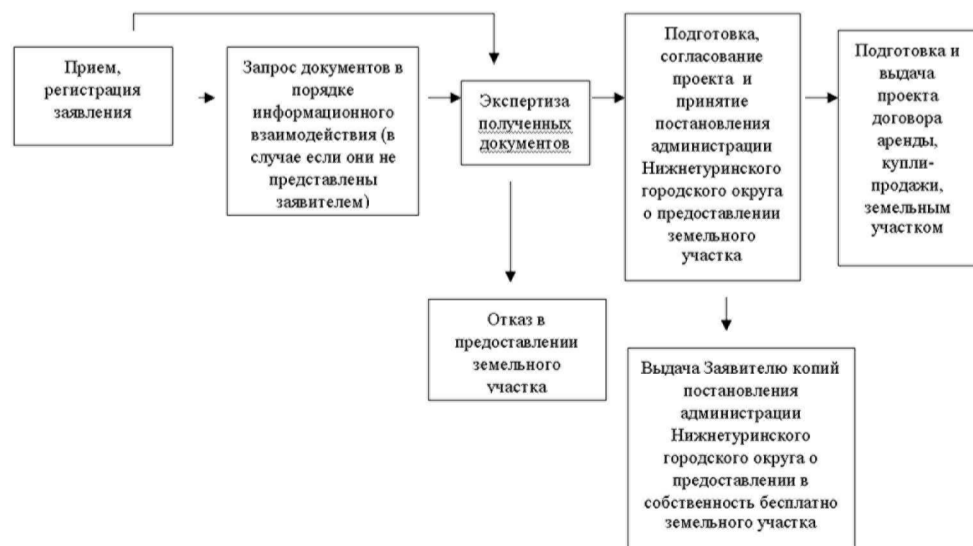 Прием,
регистрация
заявления
Запрос документов в
порядке
информационного
взаимодействия (в
случае если они не
представлены
заявителем)
Экспертиза
полученных
документов
Подготовка,
согласование
проекта и
принятие
постановления
администрации
Нижнетуринского
городского округа
о предоставлении
земельного
участка
Подготовка и
выдача
проекта
договора
аренды,
купли-
продажи,
земельным
участком
Отказ в
предоставлении
земельного
участка
Выдача Заявителю копий
постановления
администрации
Нижнетуринского
городского округа о
предоставлении в
собственность бесплатно
земельного участка